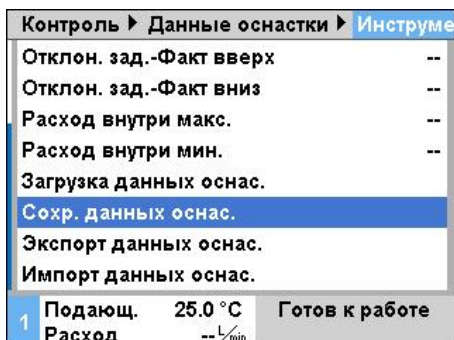 Контроль ▶ Данные оснастки ▶ Инструме
Отклон. зад.-Факт вверх --
Отклон. зад.-Факт вниз --
Расход внутри макс. --
Расход внутри мин. --
Загрузка данных оснас.
Сохр. данных оснас.
Экспорт данных оснас.
Импорт данных оснас.
1 Подающ. 25.0 °C Готов к работе
Расход -- L/min